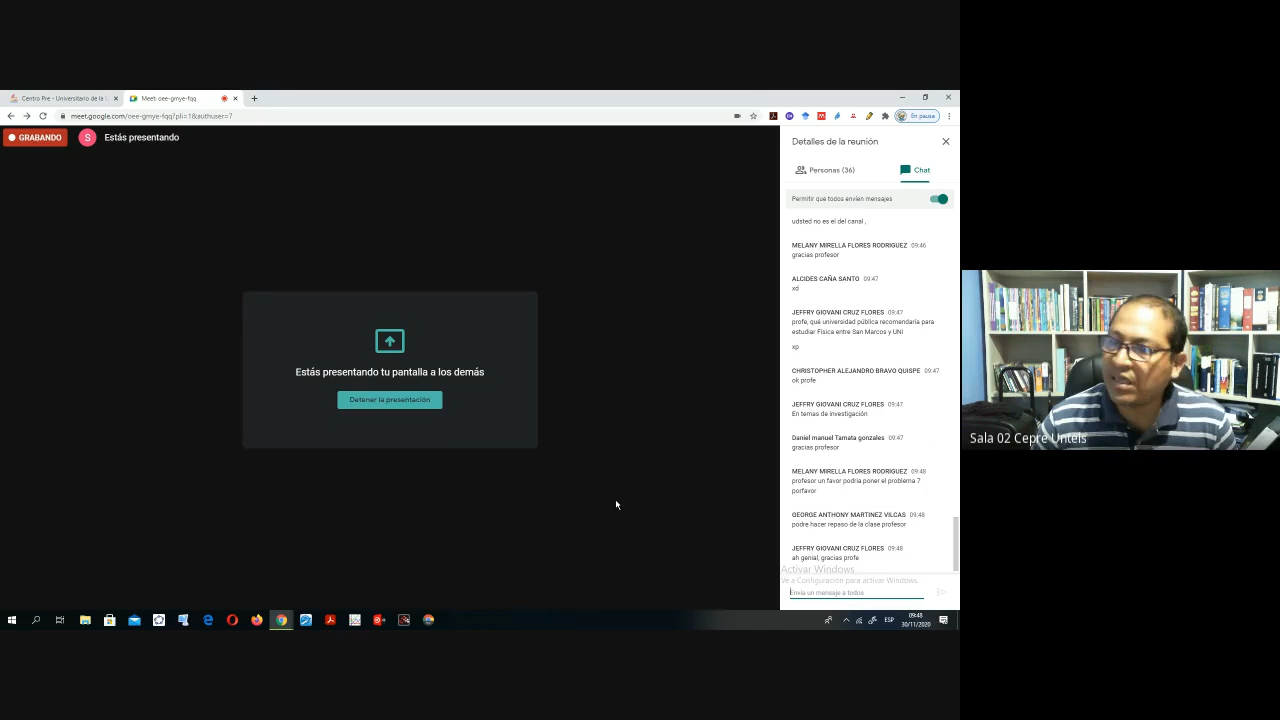 Centro Pre - Universitario de la U
Meet: oee-gmye-fqq
meet.google.com/oee-gmye-fqq?pli=1&authuser=7
En pausa
GRABANDO
S
Estás presentando
Detalles de la reunión
Personas (36)
Chat
Permitir que todos envíen mensajes
udsted no es el del canal ,
MELANY MIRELLA FLORES RODRIGUEZ 09:46
gracias profesor
ALCIDES CAÑA SANTO 09:47
xd
JEFFRY GIOVANI CRUZ FLORES 09:47
profe, qué universidad pública recomendaría para
estudiar Física entre San Marcos y UNI
xp
CHRISTOPHER ALEJANDRO BRAVO QUISPE 09:47
ok profe
JEFFRY GIOVANI CRUZ FLORES 09:47
En temas de investigación
Daniel manuel Tamata gonzales 09:47
gracias profesor
MELANY MIRELLA FLORES RODRIGUEZ 09:48
profesor un favor podria poner el problema 7
porfavor
GEORGE ANTHONY MARTINEZ VILCAS 09:48
podre hacer repaso de la clase profesor
JEFFRY GIOVANI CRUZ FLORES 09:48
ah genial, gracias profe
Activar Windows
Ve a Configuración para activar Windows.
Envía un mensaje a todos
Estás presentando tu pantalla a los demás
Detener la presentación
Sala 02 Cepre Untels
ESP
09:48
30/11/2020